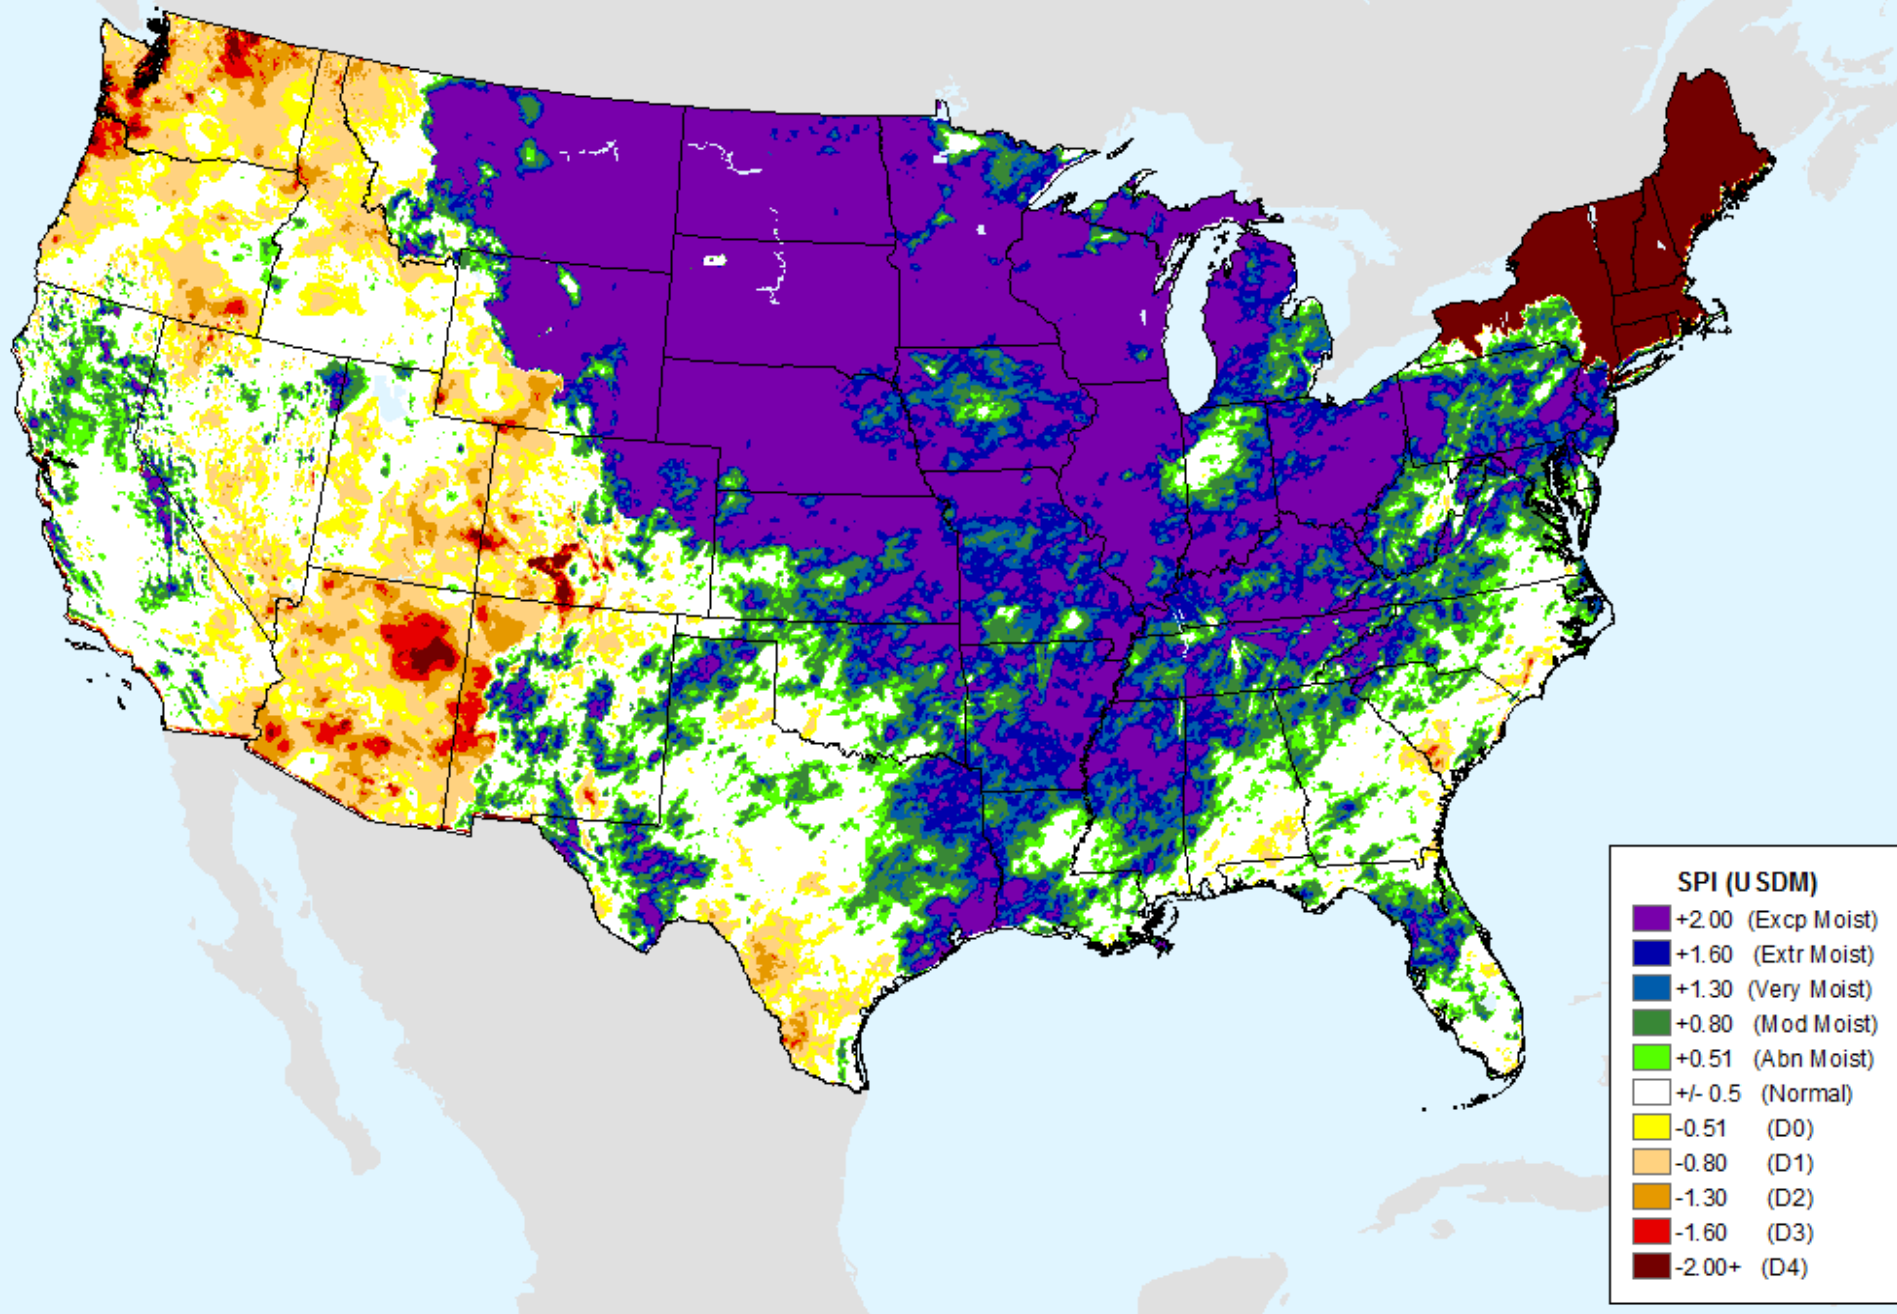 SPI (USDM)
+2.00 (Excp Moist)
+1.60 (Extr Moist)
+1.30 (Very Moist)
+0.80 (Mod Moist)
+0.51 (Abn Moist)
+/- 0.5 (Normal)
-0.51 (D0)
-0.80 (D1)
-1.30 (D2)
-1.60 (D3)
-2.00+ (D4)